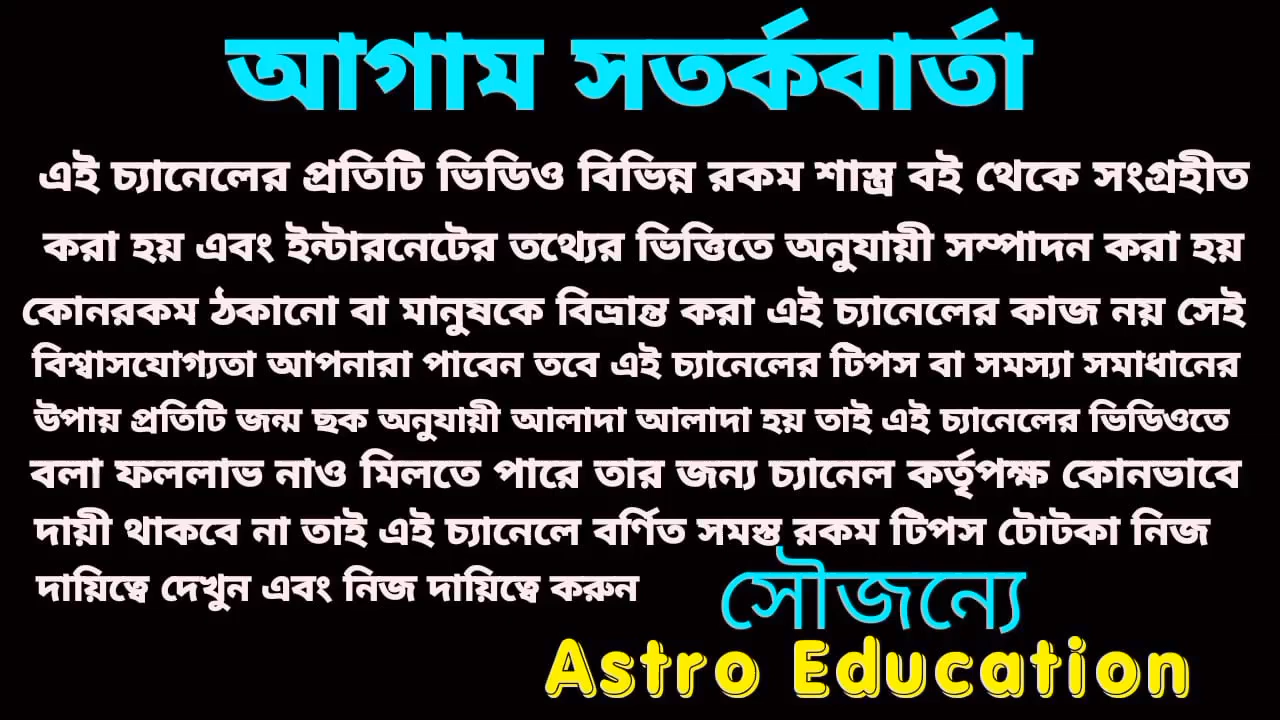 আগাম সতর্কবার্তা
এই চ্যানেলের প্রতিটি ভিডিও বিভিন্ন রকম শাস্ত্র বই থেকে সংগ্রহীত
করা হয় এবং ইন্টারনেটের তথ্যের ভিত্তিতে অনুযায়ী সম্পাদন করা হয়
কোনরকম ঠকানো বা মানুষকে বিভ্রান্ত করা এই চ্যানেলের কাজ নয় সেই
বিশ্বাসযোগ্যতা আপনারা পাবেন তবে এই চ্যানেলের টিপস বা সমস্যা সমাধানের
উপায় প্রতিটি জন্ম ছক অনুযায়ী আলাদা আলাদা হয় তাই এই চ্যানেলের ভিডিওতে
বলা ফললাভ নাও মিলতে পারে তার জন্য চ্যানেল কর্তৃপক্ষ কোনভাবে
দায়ী থাকবে না তাই এই চ্যানেলে বর্ণিত সমস্ত রকম টিপস টোটকা নিজ
দায়িত্বে দেখুন এবং নিজ দায়িত্বে করুন
সৌজন্যে
Astro Education